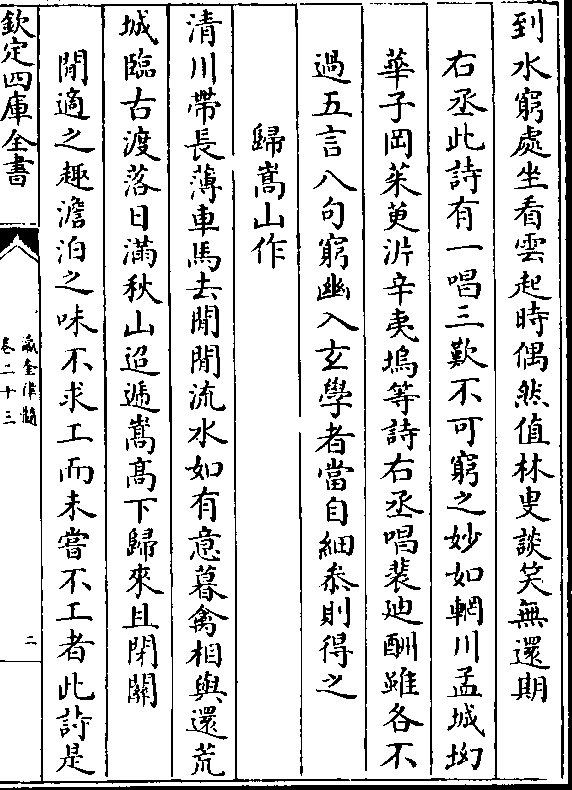 到水窮處坐看雲起時偶然值林叟談笑無還期
右丞此詩有一唱三歎不可窮之妙如輞川孟城坳
華子岡茱萸沜辛夷塢等詩右丞唱裴廸酬雖各不
過五言八句窮幽入玄學者當自細叅則得之
歸嵩山作
清川帶長薄車馬去閒閒流水如有意暮禽相與還荒
城臨古渡落日滿秋山迢遞嵩髙下歸來且閉關
閒適之趣澹泊之味不求工而未嘗不工者此詩是
欽定四庫全書
瀛奎律髓
卷二十三
二